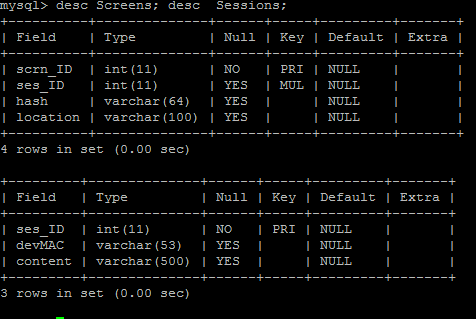 mysql> desc Screens; desc  Sessions;
+----------+--------------+------+-----+---------+-------+
| Field    | Type         | Null | Key | Default | Extra |
+----------+--------------+------+-----+---------+-------+
| scrn_ID  | int(11)      | NO   | PRI | NULL    |       |
| ses_ID   | int(11)      | YES  | MUL | NULL    |       |
| hash     | varchar(64)  | YES  |     | NULL    |       |
| location | varchar(100) | YES  |     | NULL    |       |
+----------+--------------+------+-----+---------+-------+
4 rows in set (0.00 sec)

+---------+--------------+------+-----+---------+-------+
| Field   | Type         | Null | Key | Default | Extra |
+---------+--------------+------+-----+---------+-------+
| ses_ID  | int(11)      | NO   | PRI | NULL    |       |
| devMAC  | varchar(53)  | YES  |     | NULL    |       |
| content | varchar(500) | YES  |     | NULL    |       |
+---------+--------------+------+-----+---------+-------+
3 rows in set (0.00 sec)